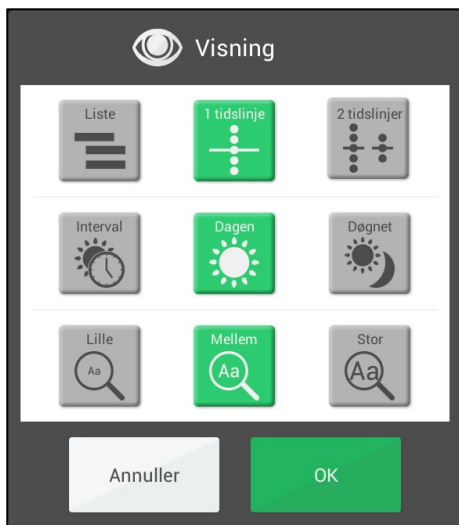 Visning
Liste
1 tidslinje
2 tidslinjer
Interval
Dagen
Døgnet
Lille
Aa
Mellem
Aa
Stor
Aa
Annuller
OK